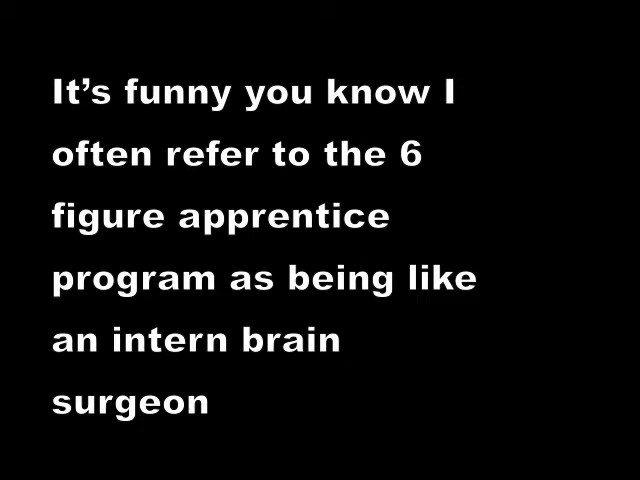 It’s funny you know I
often refer to the 6
figure apprentice
program as being like
an intern brain
surgeon